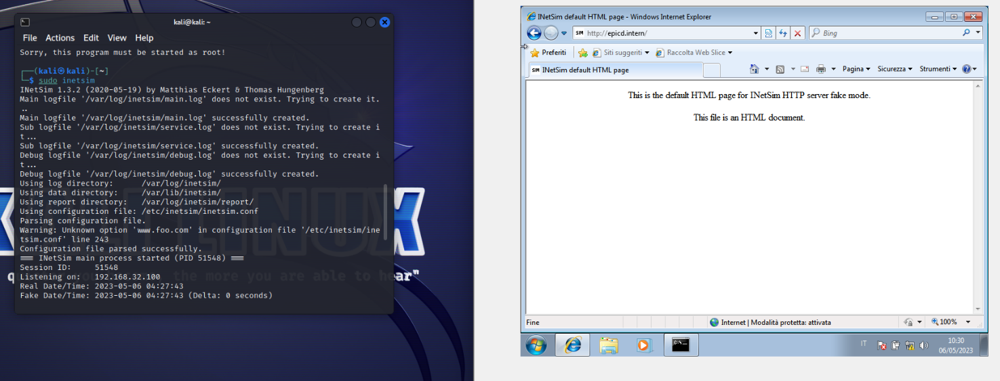 kali@kali: ~
File Actions Edit View Help
Sorry, this program must be started as root!
┌──(kali㉿kali)-[~]
└─$ sudo inetsim
INetSim 1.3.2 (2020-05-19) by Matthias Eckert & Thomas Hungenberg
Main logfile '/var/log/inetsim/main.log' does not exist. Trying to create it.
..
Main logfile '/var/log/inetsim/main.log' successfully created.
Sub logfile '/var/log/inetsim/service.log' does not exist. Trying to create i
t...
Sub logfile '/var/log/inetsim/service.log' successfully created.
Debug logfile '/var/log/inetsim/debug.log' does not exist. Trying to create i
t...
Debug logfile '/var/log/inetsim/debug.log' successfully created.
Using log directory: /var/log/inetsim/
Using data directory: /var/lib/inetsim/
Using report directory: /var/log/inetsim/report/
Using configuration file: /etc/inetsim/inetsim.conf
Parsing configuration file.
Warning: Unknown option 'www.foo.com' in configuration file '/etc/inetsim/ine
tsim.conf' line 243
Configuration file parsed successfully.
=== INetSim main process started (PID 51548) ===
Session ID: 51548
Listening on: 192.168.32.100
Real Date/Time: 2023-05-06 04:27:43
Fake Date/Time: 2023-05-06 04:27:43 (Delta: 0 seconds)
the more you are able to hear"
INetSim default HTML page - Windows Internet Explorer
SIM http://epicd.intern/
Bing
Preferiti Siti suggeriti Raccolta Web Slice
SIM INetSim default HTML page
Pagina Sicurezza Strumenti
This is the default HTML page for INetSim HTTP server fake mode.
This file is an HTML document.
Fine
Internet | Modalità protetta: attivata
100%
IT
10:30
06/05/2023